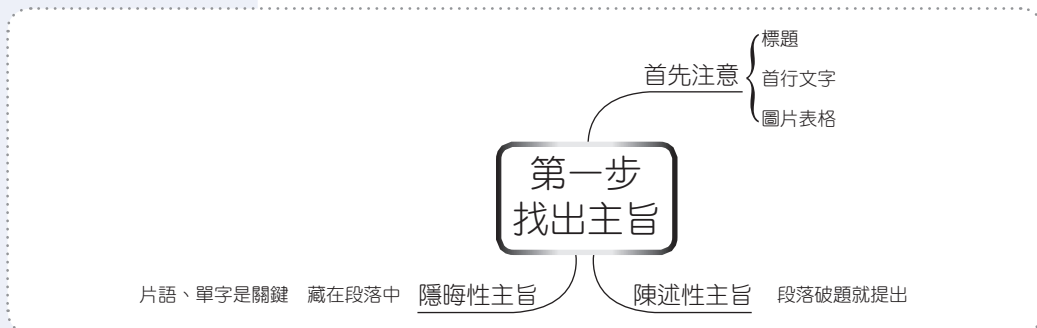 標題
首先注意
首行文字
圖片表格
第一步
找出主旨
片語、單字是關鍵 藏在段落中 隱晦性主旨 陳述性主旨 段落破題就提出